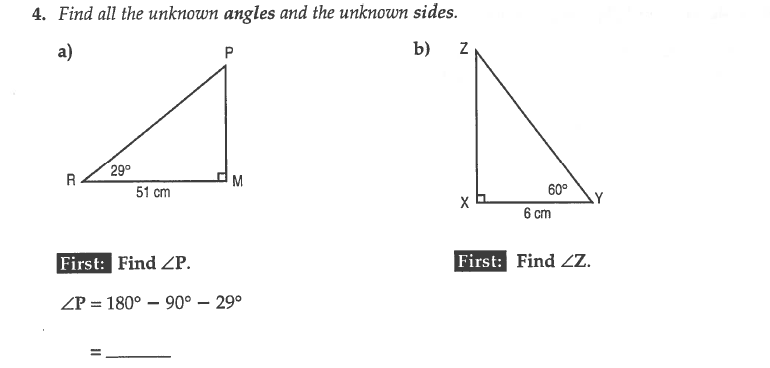 4. Find all the unknown angles and the unknown sides.
a)
P
29°
R
51 cm
M
b)
Z
60°
X
Y
6 cm
First: Find ∠P.
∠P = 180° − 90° − 29°
= ______
First: Find ∠Z.